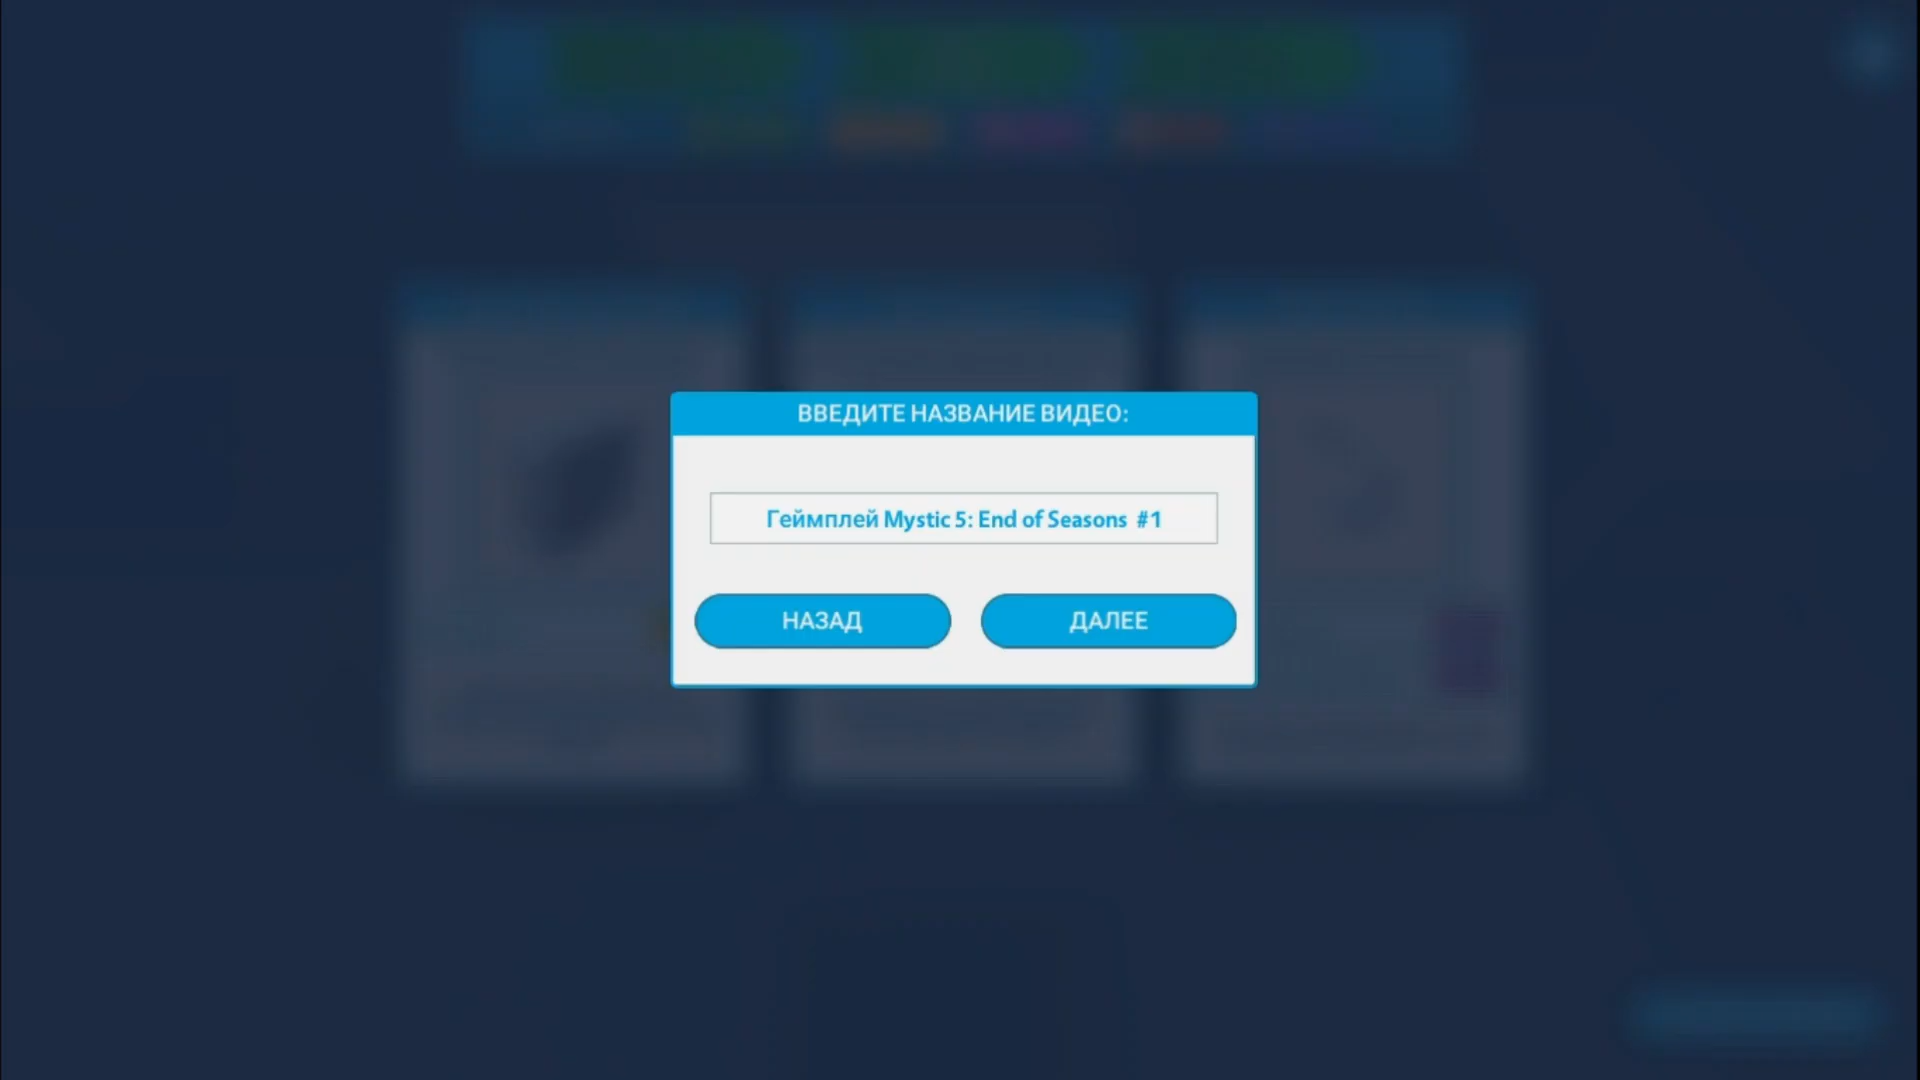 ВВЕДИТЕ НАЗВАНИЕ ВИДЕО:
Геймплей Mystic 5: End of Seasons  #1
НАЗАД
ДАЛЕЕ